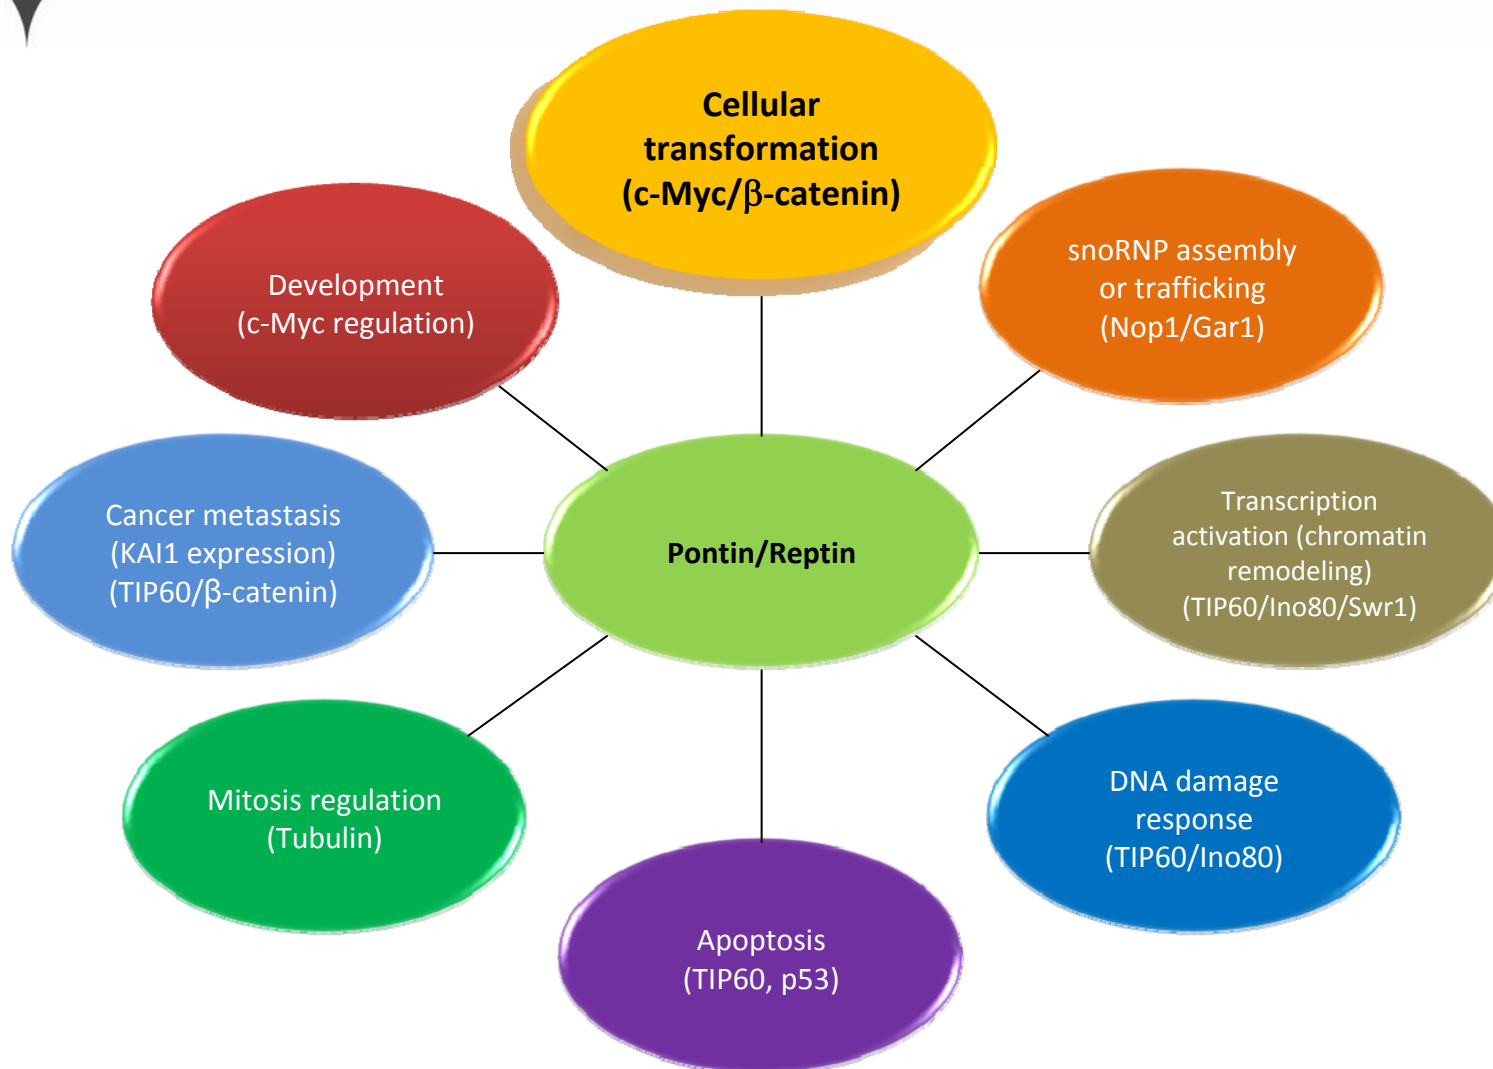 Cellular
transformation
(c-Myc/β-catenin)
Development
(c-Myc regulation)
snoRNP assembly
or trafficking
(Nop1/Gar1)
Cancer metastasis
(KAI1 expression)
(TIP60/β-catenin)
Pontin/Reptin
Transcription
activation (chromatin
remodeling)
(TIP60/Ino80/Swr1)
Mitosis regulation
(Tubulin)
DNA damage
response
(TIP60/Ino80)
Apoptosis
(TIP60, p53)